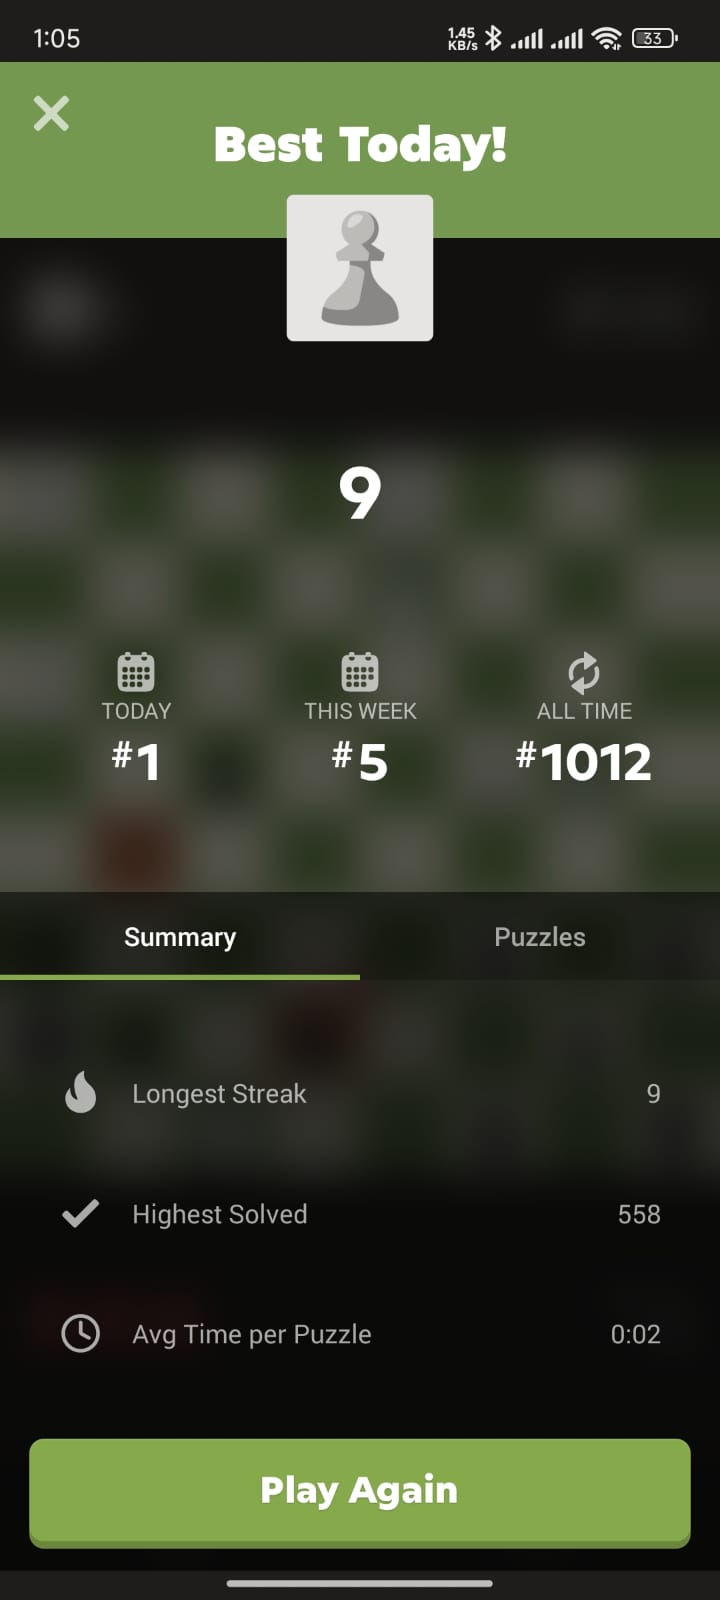 1:05
1.45
KB/s
33
Best Today!
9
TODAY
THIS WEEK
ALL TIME
#1
#5
#1012
Summary
Puzzles
Longest Streak
9
Highest Solved
558
Avg Time per Puzzle
0:02
Play Again